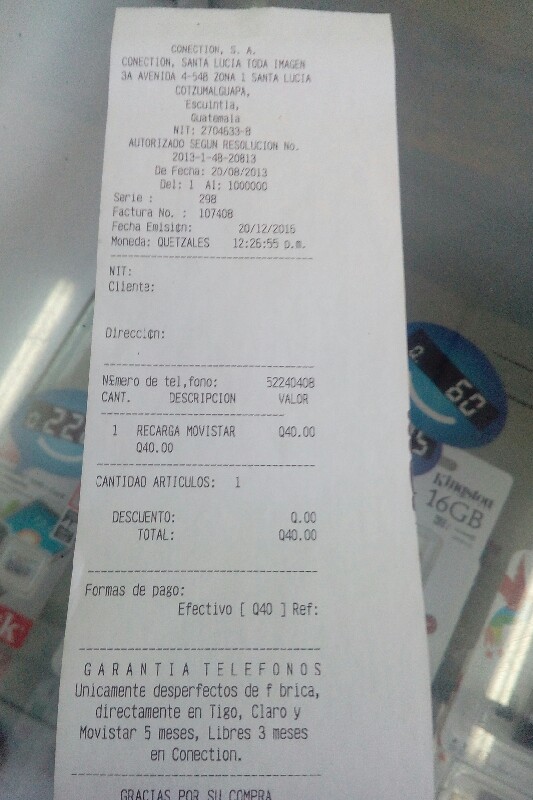 CONECTION, S. A.
CONECTION, SANTA LUCIA TODA IMAGEN
3A AVENIDA 4-54B ZONA 1 SANTA LUCIA
COTZUMALGUAPA,
Escuintla,
Guatemala
NIT: 2704633-8
AUTORIZADO SEGUN RESOLUCION No.
2013-1-48-20813
De Fecha: 20/08/2013
Del: 1 Al: 1000000
Serie : 298
Factura No. : 107408
Fecha Emisi¢n: 20/12/2016
Moneda: QUETZALES 12:26:55 p.m.
NIT:
Cliente:
Direcci¢n:
N£mero de tel,fono: 52240408
CANT. DESCRIPCION VALOR
1 RECARGA MOVISTAR Q40.00
Q40.00
CANTIDAD ARTICULOS: 1
DESCUENTO: Q.00
TOTAL: Q40.00
Formas de pago:
Efectivo [ Q40 ] Ref:
GARANTIA TELEFONOS
Unicamente desperfectos de f brica,
directamente en Tigo, Claro y
Movistar 5 meses, Libres 3 meses
en Conection.
GRACIAS POR SU COMPRA
Q. 60
Kingston
16GB